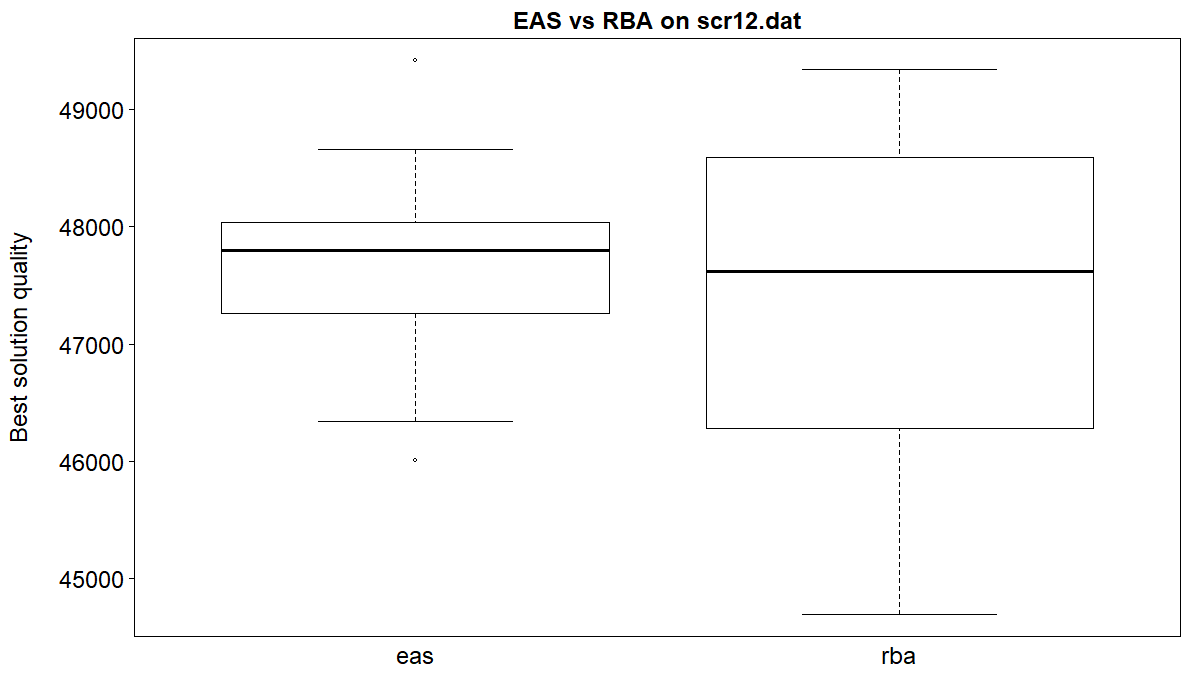 EAS vs RBA on scr12.dat
Best solution quality
49000
48000
47000
46000
45000
eas
rba